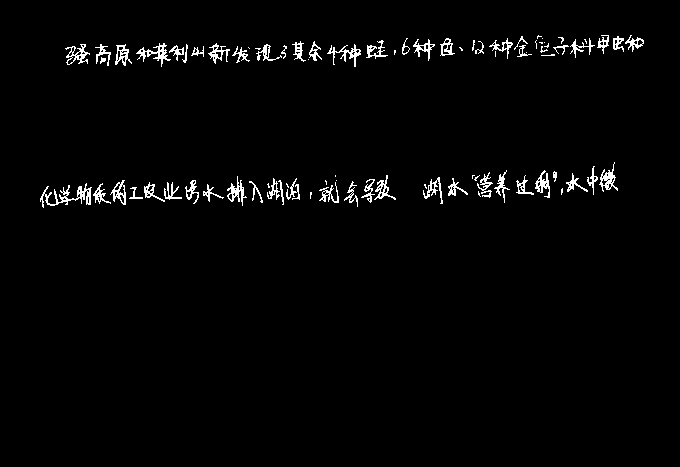 强高原和莱利山新发现了其余4种蛙,6种鱼、12种金龟子科甲虫和
化学物质的工农业污水排入湖泊,就会导致 湖水"营养过剩",水中微